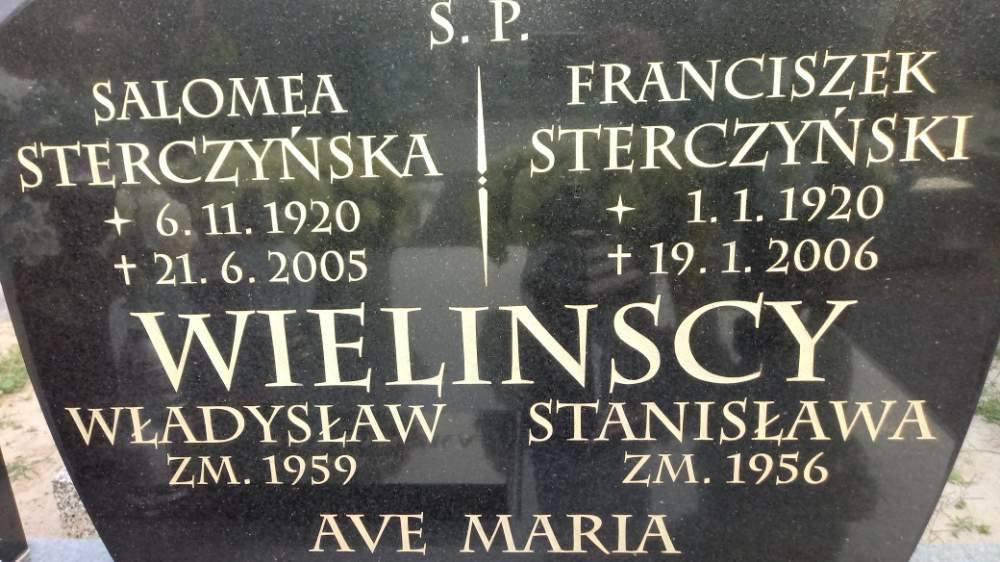 Ś. P.
SALOMEA
STERCZYŃSKA
+ 6. 11. 1920
† 21. 6. 2005
FRANCISZEK
STERCZYŃSKI
+ 1. 1. 1920
† 19. 1. 2006
WIELINSCY
WŁADYSŁAW
ZM. 1959
STANISŁAWA
ZM. 1956
AVE MARIA